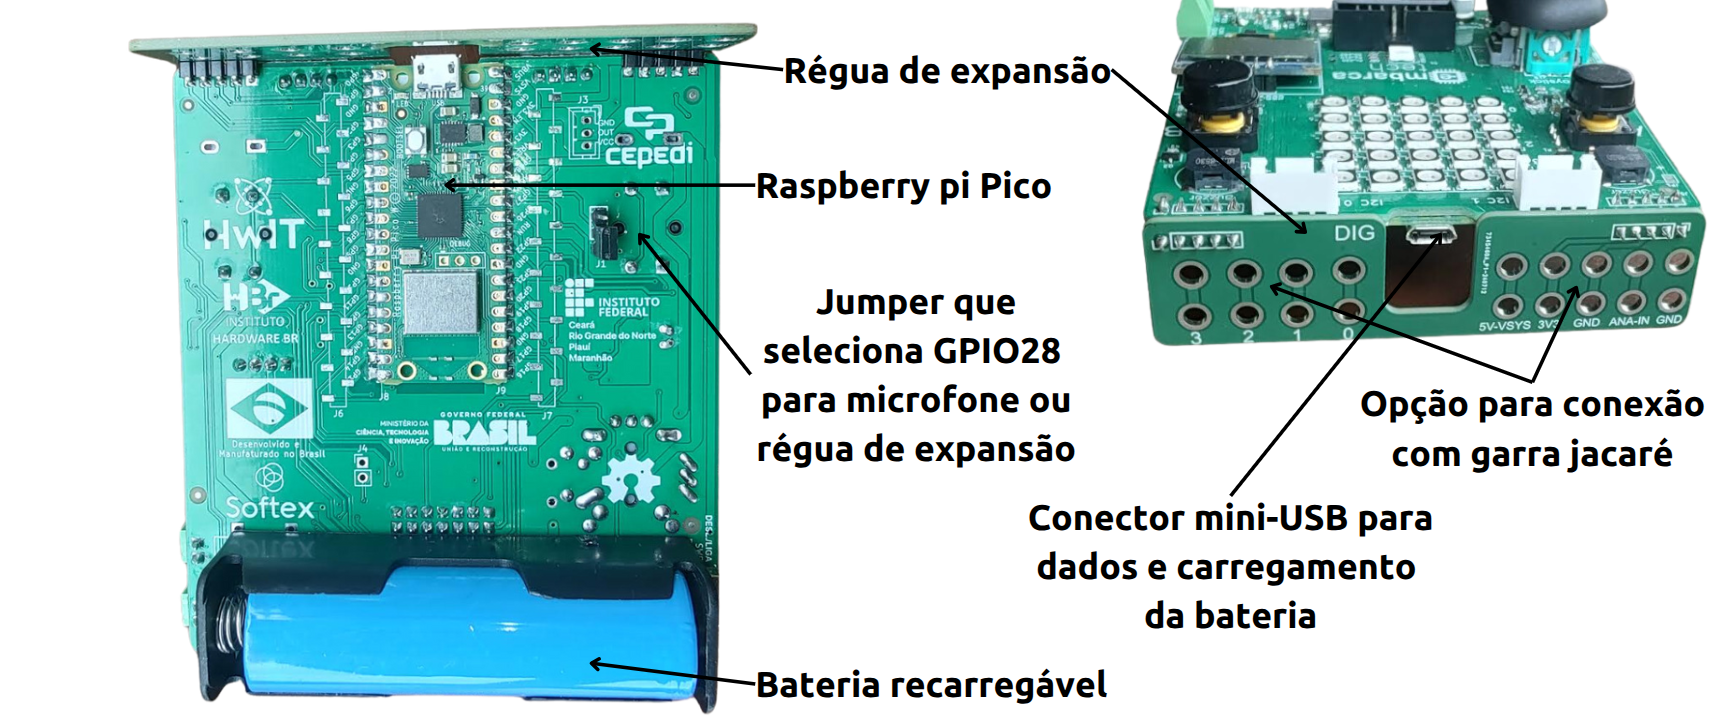 Régua de expansão
Raspberry pi Pico
Jumper que
seleciona GPIO28
para microfone ou
régua de expansão
Bateria recarregável
Conector mini-USB para
dados e carregamento
da bateria
Opção para conexão
com garra jacaré
J3
GND
OUT
VCC
CEPEDI
HwIT
HBr
INSTITUTO
HARDWARE BR
J1
DEBUG
INSTITUTO
FEDERAL
Ceará
Rio Grande do Norte
Piauí
Maranhão
J6
J8
J9
J7
Desenvolvido e
Manufaturado no Brasil
MINISTÉRIO DA
CIÊNCIA, TECNOLOGIA
E INOVAÇÃO
GOVERNO FEDERAL
BRASIL
UNIÃO E RECONSTRUÇÃO
J4
Softex
I2C 0
I2C 1
DIG
3 2 1 0
5V-VSYS 3V3 GND ANA-IN GND